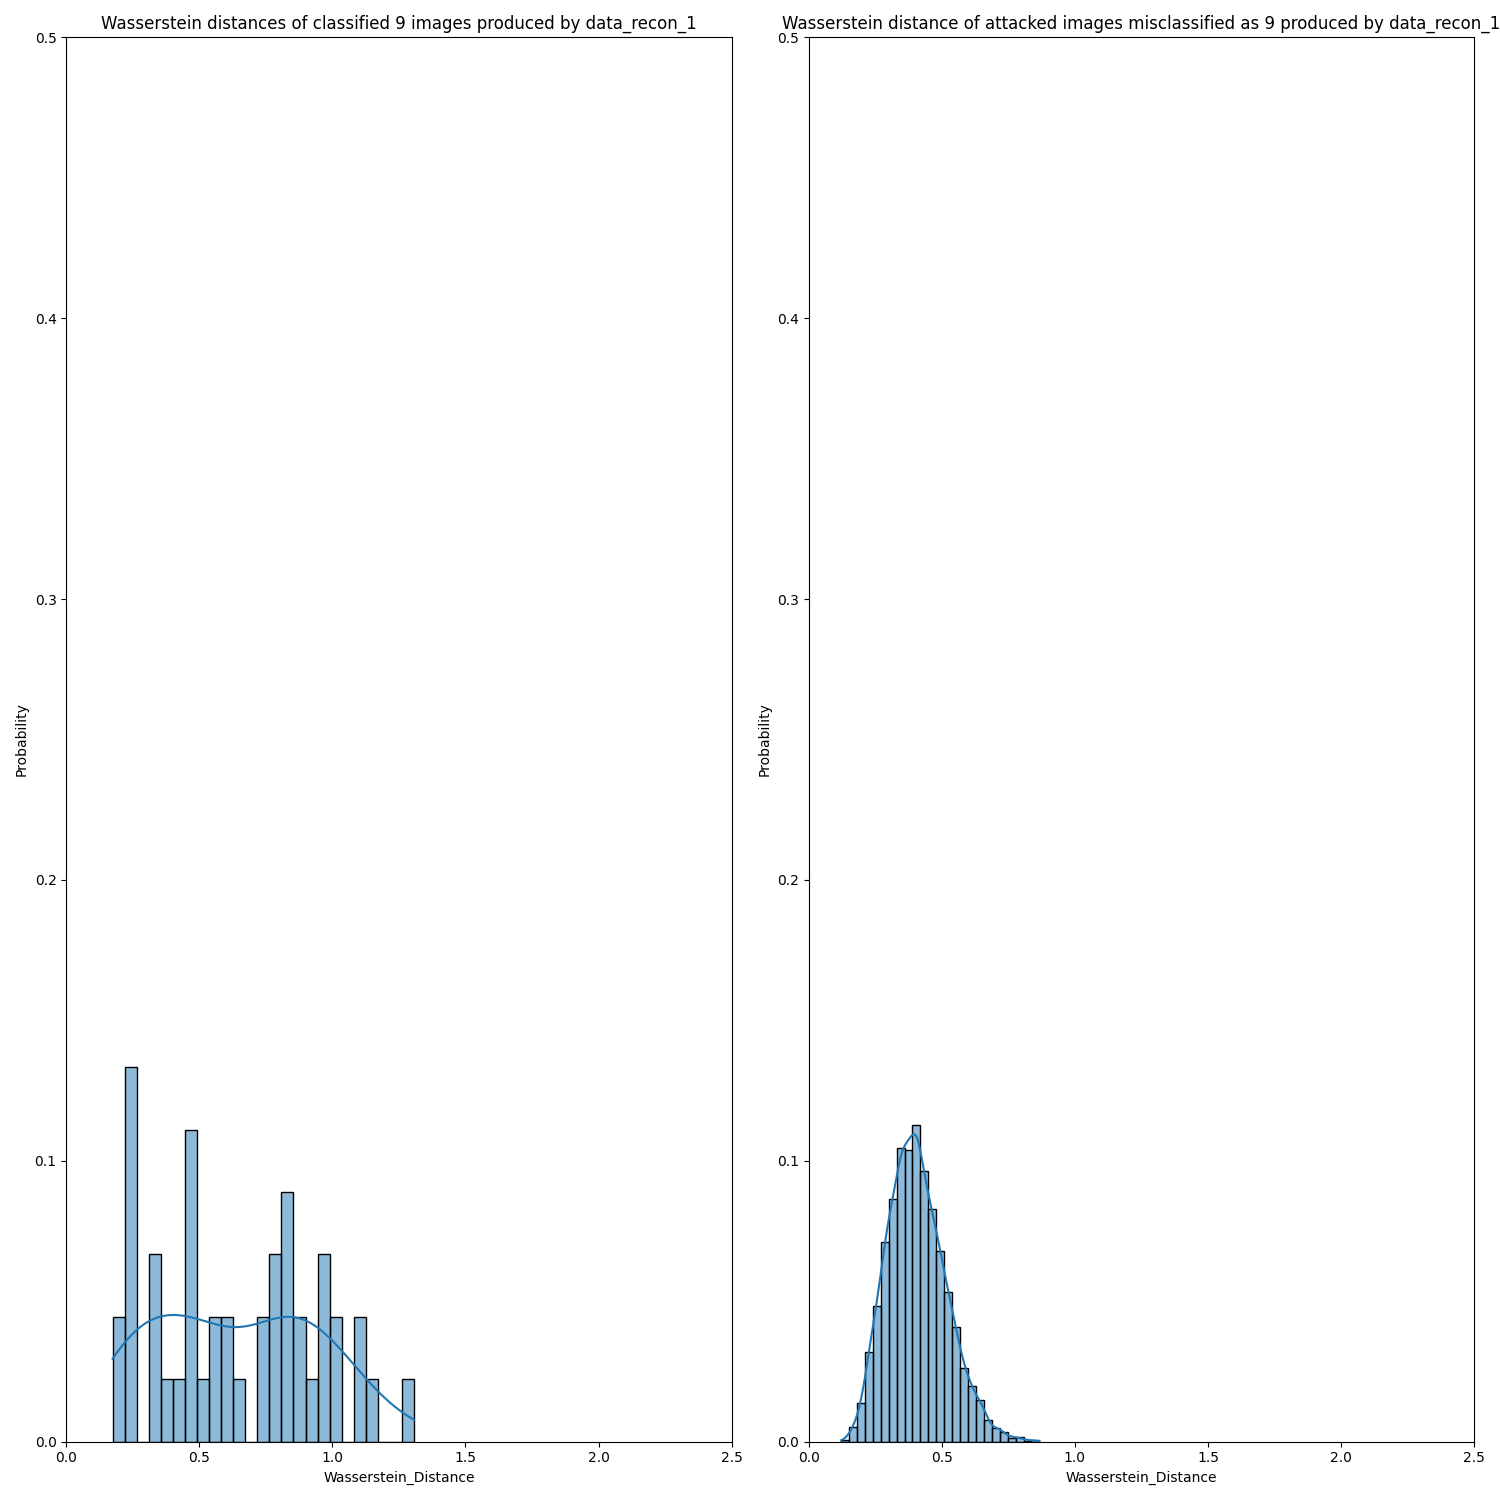 Wasserstein distances of classified 9 images produced by data_recon_1
0.5
0.4
0.3
0.2
0.1
0.0
Probability
0.0 0.5 1.0 1.5 2.0 2.5
Wasserstein_Distance
Wasserstein distance of attacked images misclassified as 9 produced by data_recon_1
0.5
0.4
0.3
0.2
0.1
0.0
Probability
0.0 0.5 1.0 1.5 2.0 2.5
Wasserstein_Distance